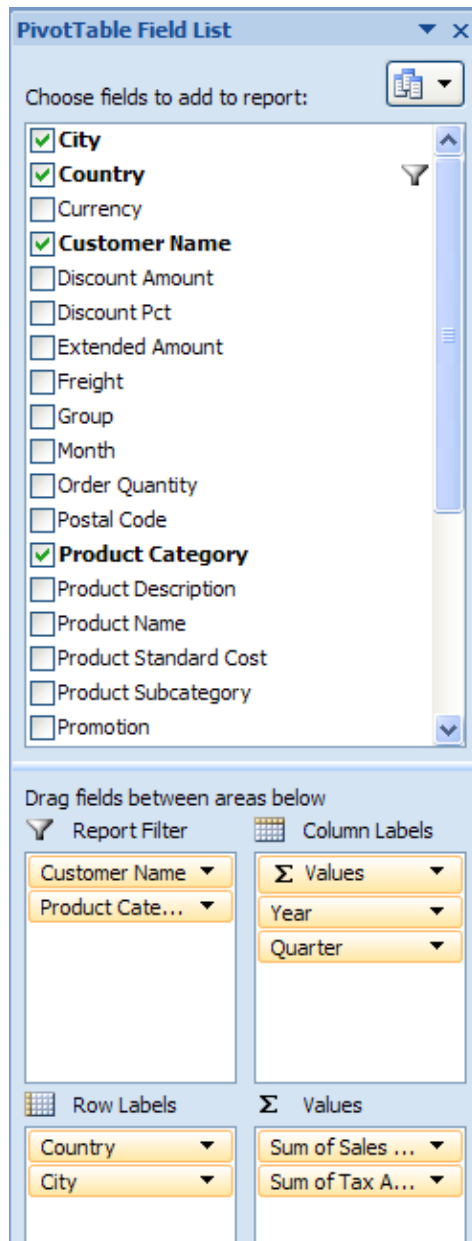 PivotTable Field List
Choose fields to add to report:
City
Country
Currency
Customer Name
Discount Amount
Discount Pct
Extended Amount
Freight
Group
Month
Order Quantity
Postal Code
Product Category
Product Description
Product Name
Product Standard Cost
Product Subcategory
Promotion
Drag fields between areas below
Report Filter
Column Labels
Customer Name
Σ Values
Product Cate...
Year
Quarter
Row Labels
Σ Values
Country
Sum of Sales ...
City
Sum of Tax A...